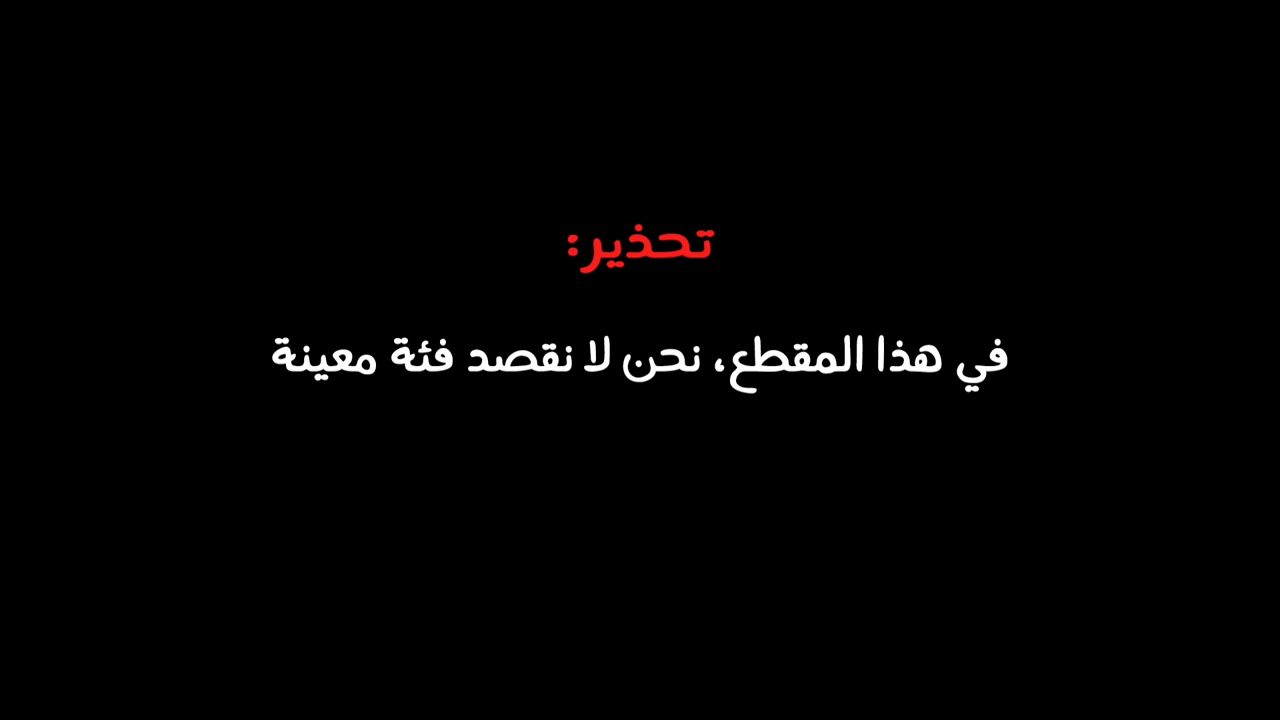 تحذير:
في هذا المقطع، نحن لا نقصد فئة معينة